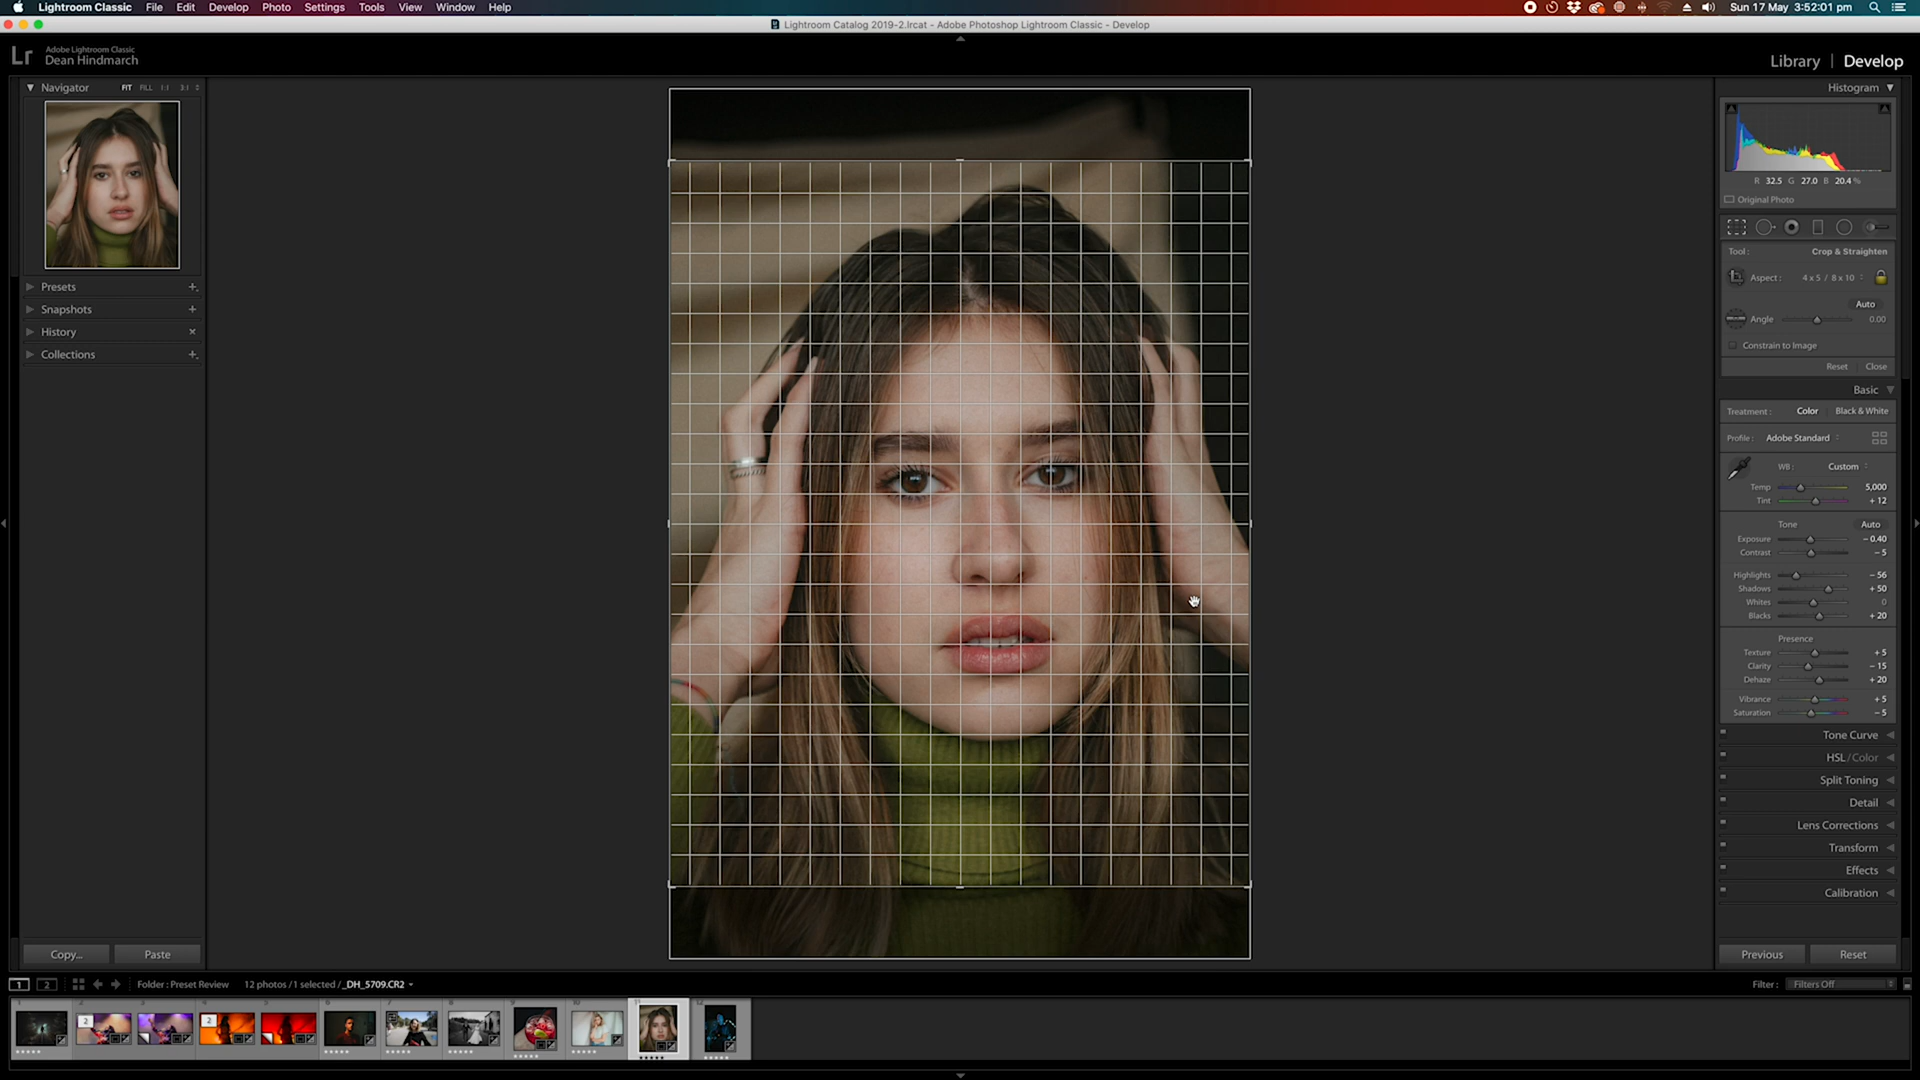 Lightroom Classic File Edit Develop Photo Settings Tools View Window Help
Sun 17 May 3:52:01 pm
Lightroom Catalog 2019-2.lrcat - Adobe Photoshop Lightroom Classic - Develop
Lr
Adobe Lightroom Classic
Dean Hindmarch
Library | Develop
Navigator FIT FILL 1:1 3:1
Presets
Snapshots
History
Collections
Copy...
Paste
Histogram
R 32.5 G 27.0 B 20.4 %
Original Photo
Tool : Crop & Straighten
Aspect : 4 x 5 / 8 x 10
Auto
Angle 0.00
Constrain to Image
Reset Close
Basic
Treatment : Color Black & White
Profile : Adobe Standard
WB : Custom
Temp 5,000
Tint + 12
Tone Auto
Exposure - 0.40
Contrast - 5
Highlights - 56
Shadows + 50
Whites 0
Blacks + 20
Presence
Texture + 5
Clarity - 15
Dehaze + 20
Vibrance + 5
Saturation - 5
Tone Curve
HSL / Color
Split Toning
Detail
Lens Corrections
Transform
Effects
Calibration
Previous
Reset
1 2 Folder : Preset Review 12 photos / 1 selected / _DH_5709.CR2
Filter : Filters Off